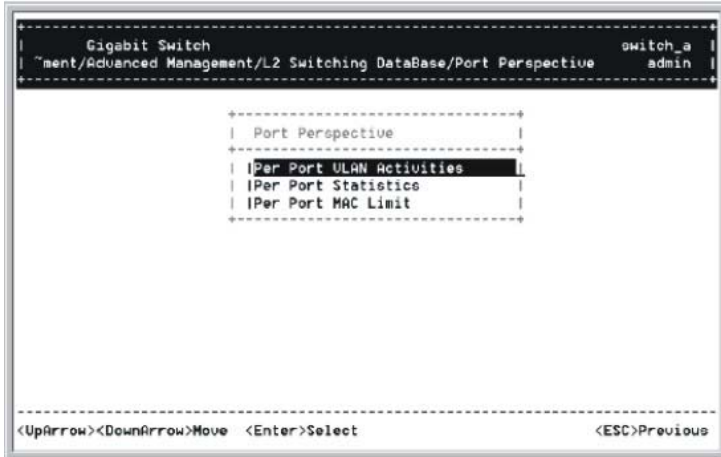 Gigabit Switch switch_a
~ment/Advanced Management/L2 Switching DataBase/Port Perspective admin
Port Perspective
Per Port VLAN Activities
Per Port Statistics
Per Port MAC Limit
<UpArrow><DownArrow>Move <Enter>Select <ESC>Previous